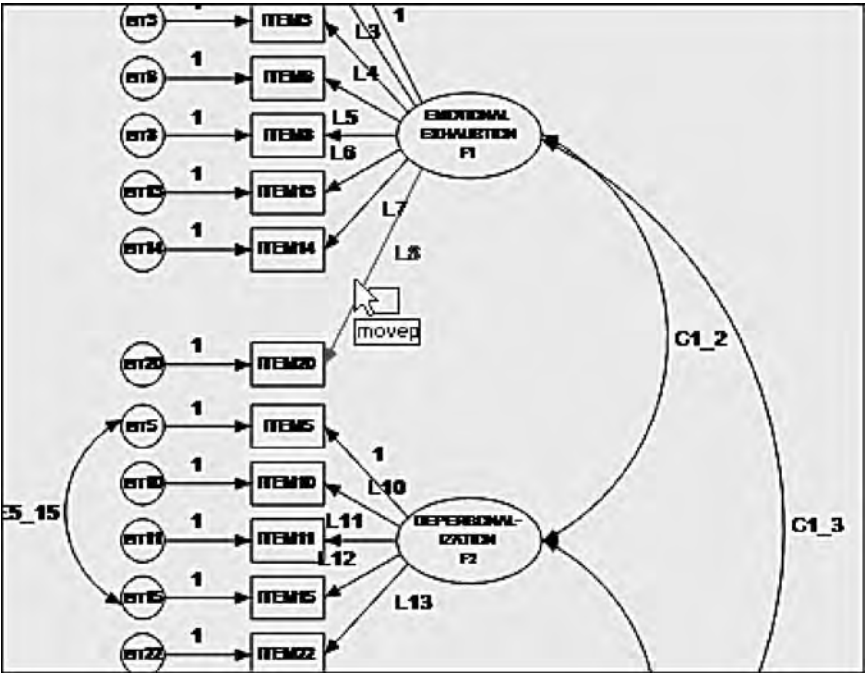 1
err3 1 ITEM3 L3
err6 1 ITEM6 L4
err8 1 ITEM8 L5
L6
EMOTIONAL
EXHAUSTION
F1
err13 1 ITEM13
err14 1 ITEM14 L7
L8
movep
C1_2
C1_3
err20 1 ITEM20
err5 1 ITEM5 1
err10 1 ITEM10 L10
E5_15
err11 1 ITEM11 L11
L12
DEPERSONAL-
IZATION
F2
err15 1 ITEM15 L13
err22 1 ITEM22